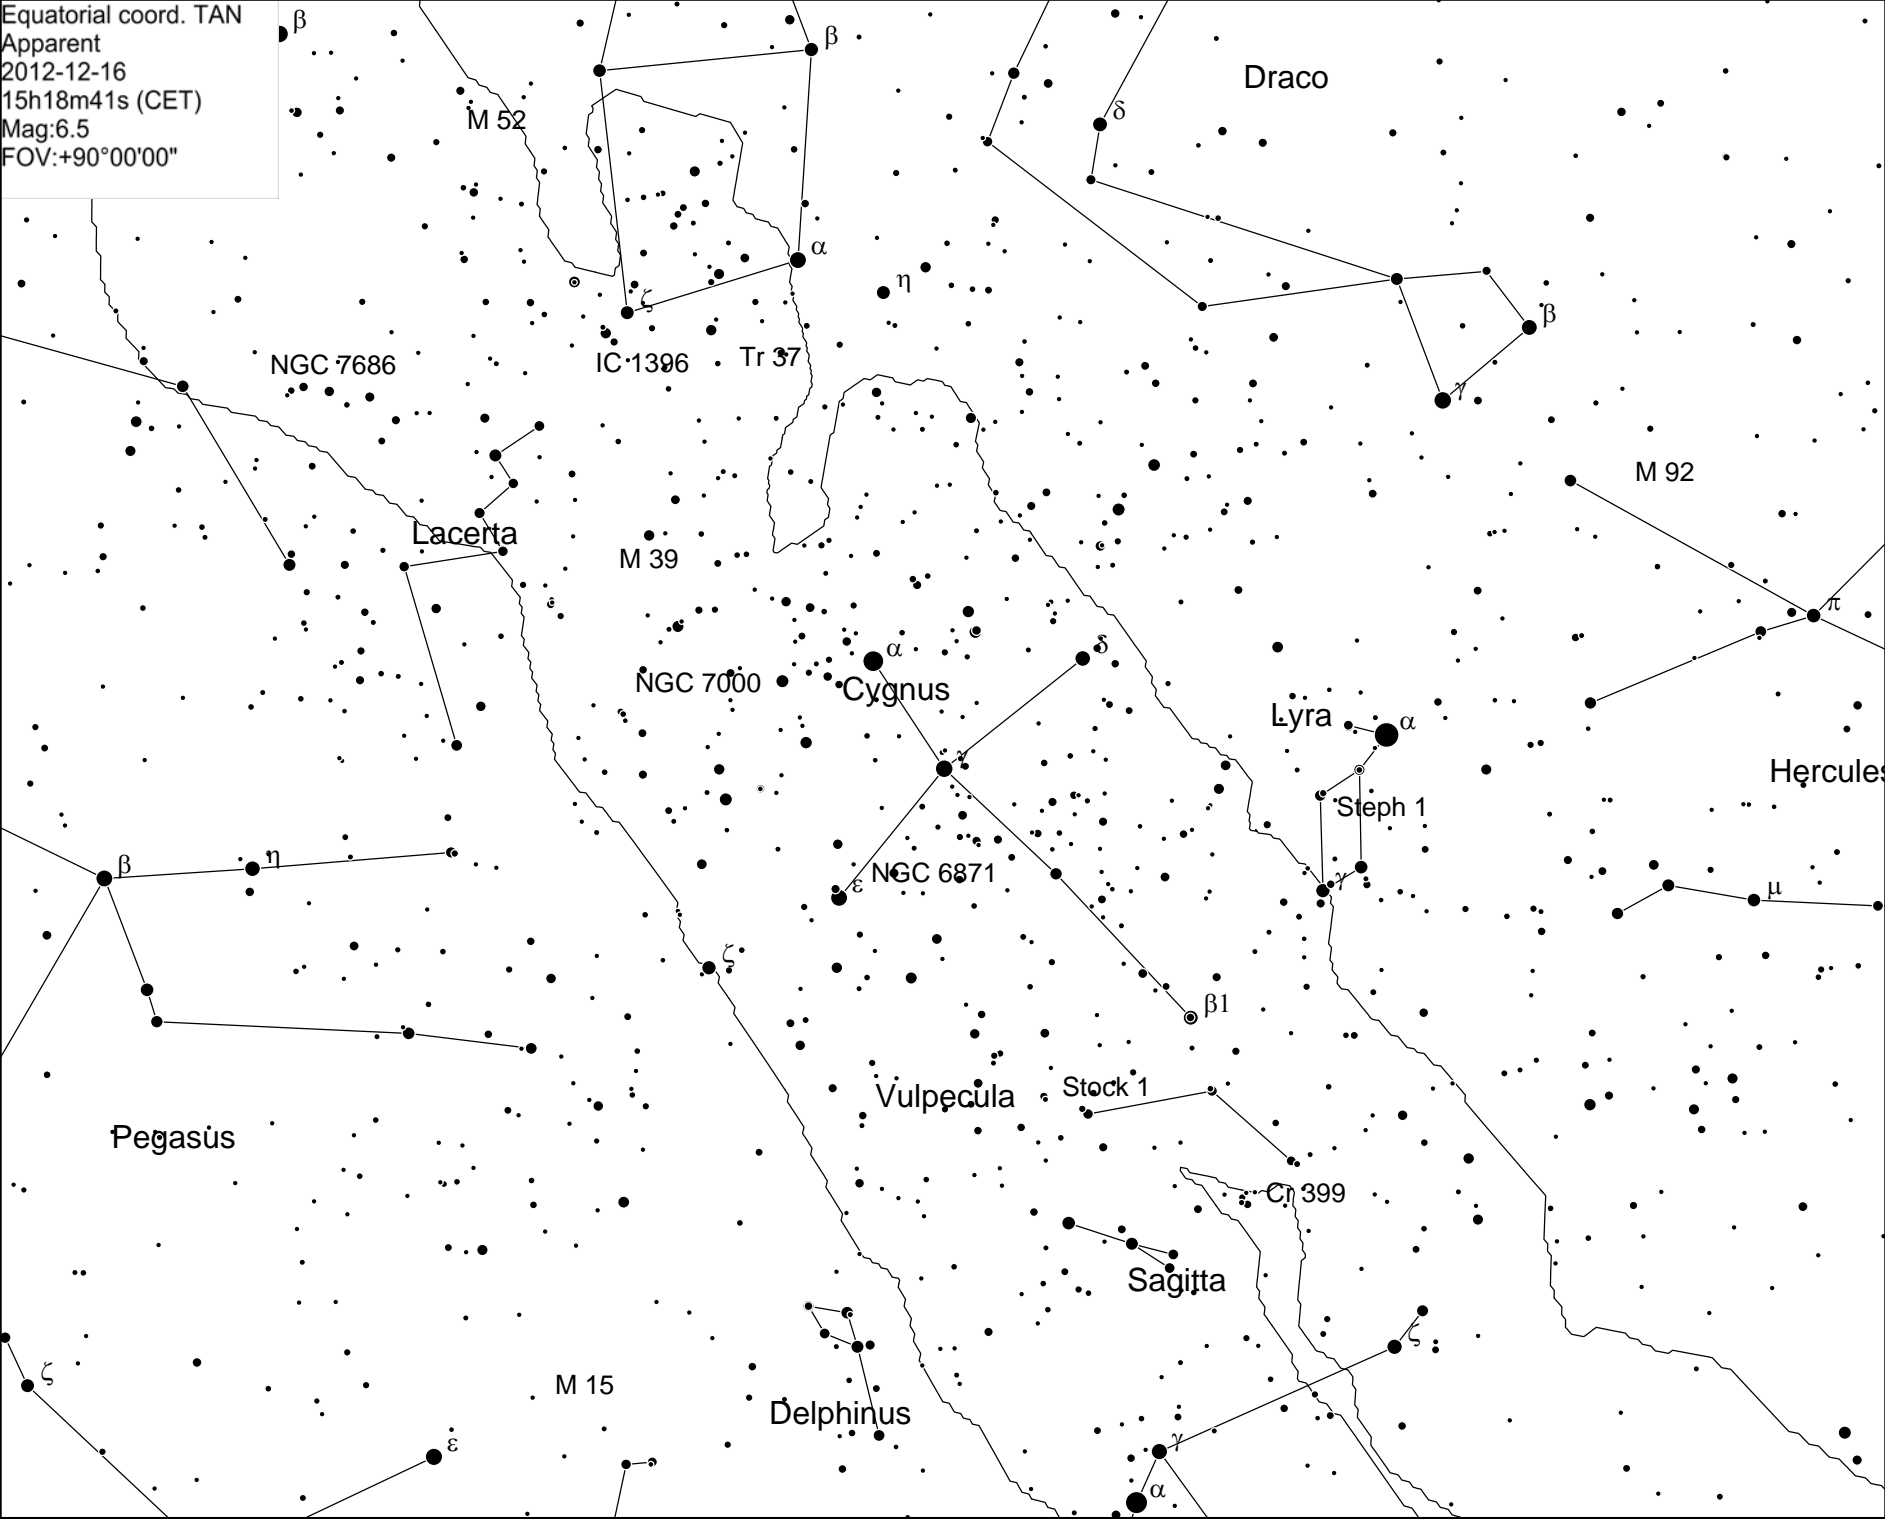 Equatorial coord. TAN
Apparent
2012-12-16
15h18m41s (CET)
Mag:6.5
FOV:+90°00'00"
β
β
Draco
δ
M 52
α
η
ζ
β
NGC 7686
IC 1396
Tr 37
γ
M 92
Lacerta
M 39
π
α
δ
NGC 7000
Cygnus
Lyra
α
γ
Hercules
Steph 1
β
η
ε
NGC 6871
γ
μ
ζ
β1
Vulpecula
Stock 1
Pegasus
Cr 399
Sagitta
ζ
ζ
M 15
Delphinus
ε
γ
α